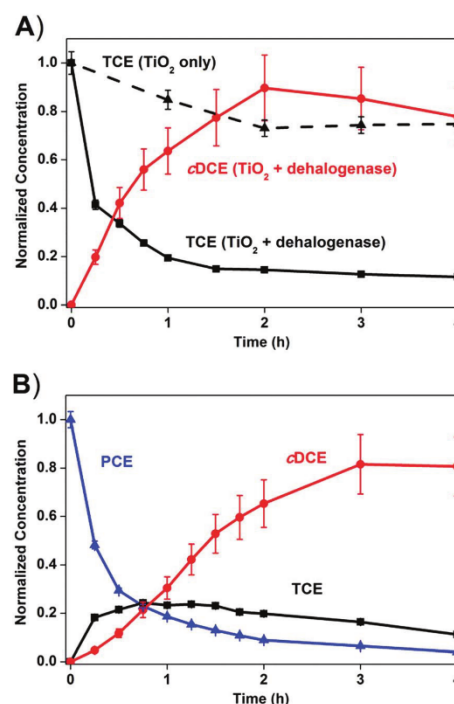 A)
TCE (TiO2 only)
cDCE (TiO2 + dehalogenase)
TCE (TiO2 + dehalogenase)
Normalized Concentration
1.0
0.8
0.6
0.4
0.2
0.0
0 1 2 3 4
Time (h)
B)
PCE
cDCE
TCE
Normalized Concentration
1.0
0.8
0.6
0.4
0.2
0.0
0 1 2 3 4
Time (h)